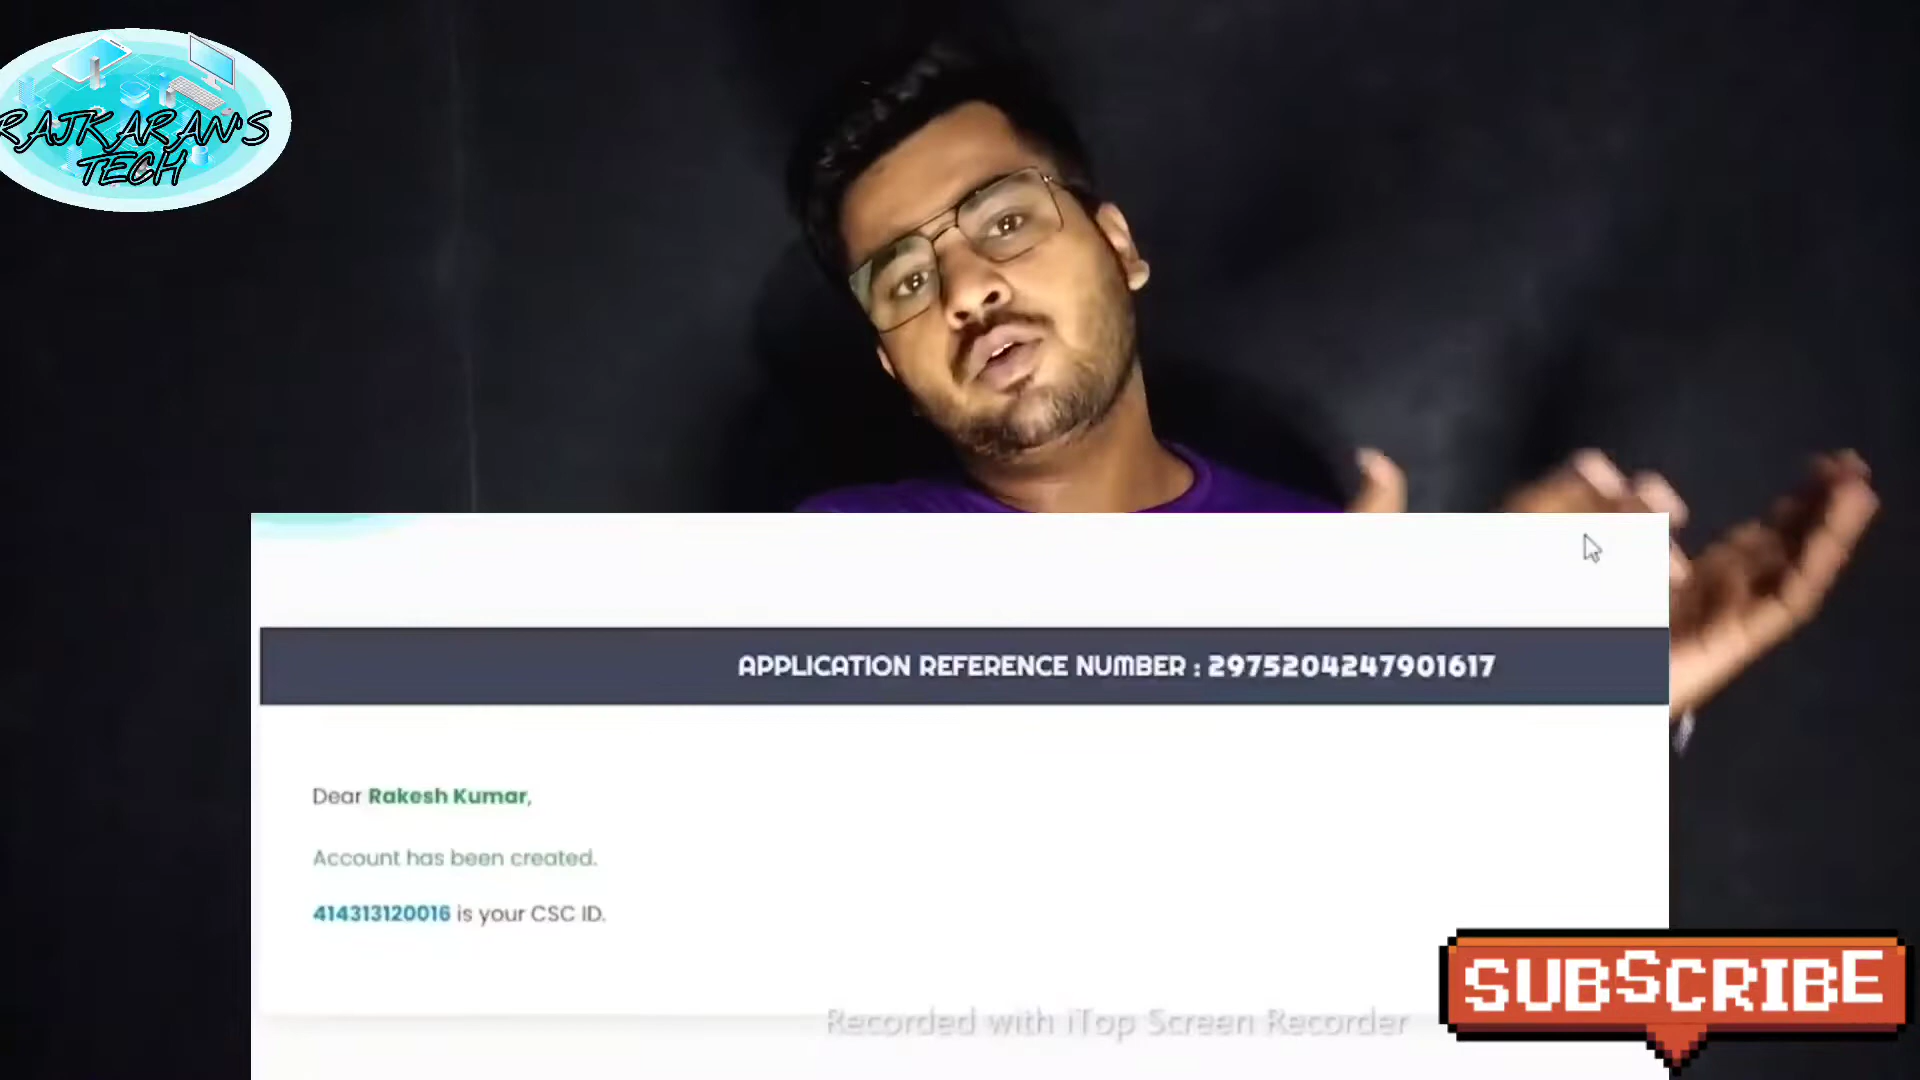 RAJKARAN'S
TECH
APPLICATION REFERENCE NUMBER : 2975204247901617
Dear Rakesh Kumar,
Account has been created.
414313120016 is your CSC ID.
Recorded with iTop Screen Recorder
SUBSCRIBE